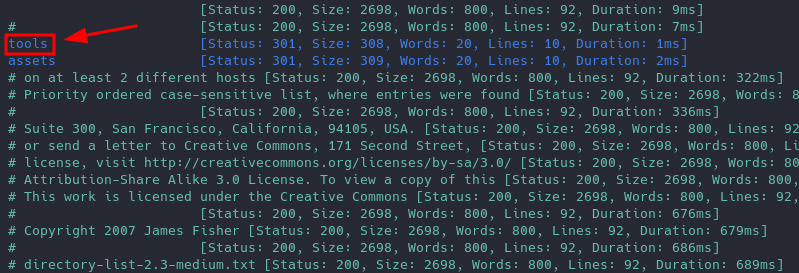 [Status: 200, Size: 2698, Words: 800, Lines: 92, Duration: 9ms]
# [Status: 200, Size: 2698, Words: 800, Lines: 92, Duration: 7ms]
tools [Status: 301, Size: 308, Words: 20, Lines: 10, Duration: 1ms]
assets [Status: 301, Size: 309, Words: 20, Lines: 10, Duration: 2ms]
# on at least 2 different hosts [Status: 200, Size: 2698, Words: 800, Lines: 92, Duration: 322ms]
# Priority ordered case-sensitive list, where entries were found [Status: 200, Size: 2698, Words: 8
# [Status: 200, Size: 2698, Words: 800, Lines: 92, Duration: 336ms]
# Suite 300, San Francisco, California, 94105, USA. [Status: 200, Size: 2698, Words: 800, Lines: 92
# or send a letter to Creative Commons, 171 Second Street, [Status: 200, Size: 2698, Words: 800, Line
# license, visit http://creativecommons.org/licenses/by-sa/3.0/ [Status: 200, Size: 2698, Words: 800,
# Attribution-Share Alike 3.0 License. To view a copy of this [Status: 200, Size: 2698, Words: 800,
# This work is licensed under the Creative Commons [Status: 200, Size: 2698, Words: 800, Lines: 92,
# [Status: 200, Size: 2698, Words: 800, Lines: 92, Duration: 676ms]
# Copyright 2007 James Fisher [Status: 200, Size: 2698, Words: 800, Lines: 92, Duration: 679ms]
# [Status: 200, Size: 2698, Words: 800, Lines: 92, Duration: 686ms]
# directory-list-2.3-medium.txt [Status: 200, Size: 2698, Words: 800, Lines: 92, Duration: 689ms]